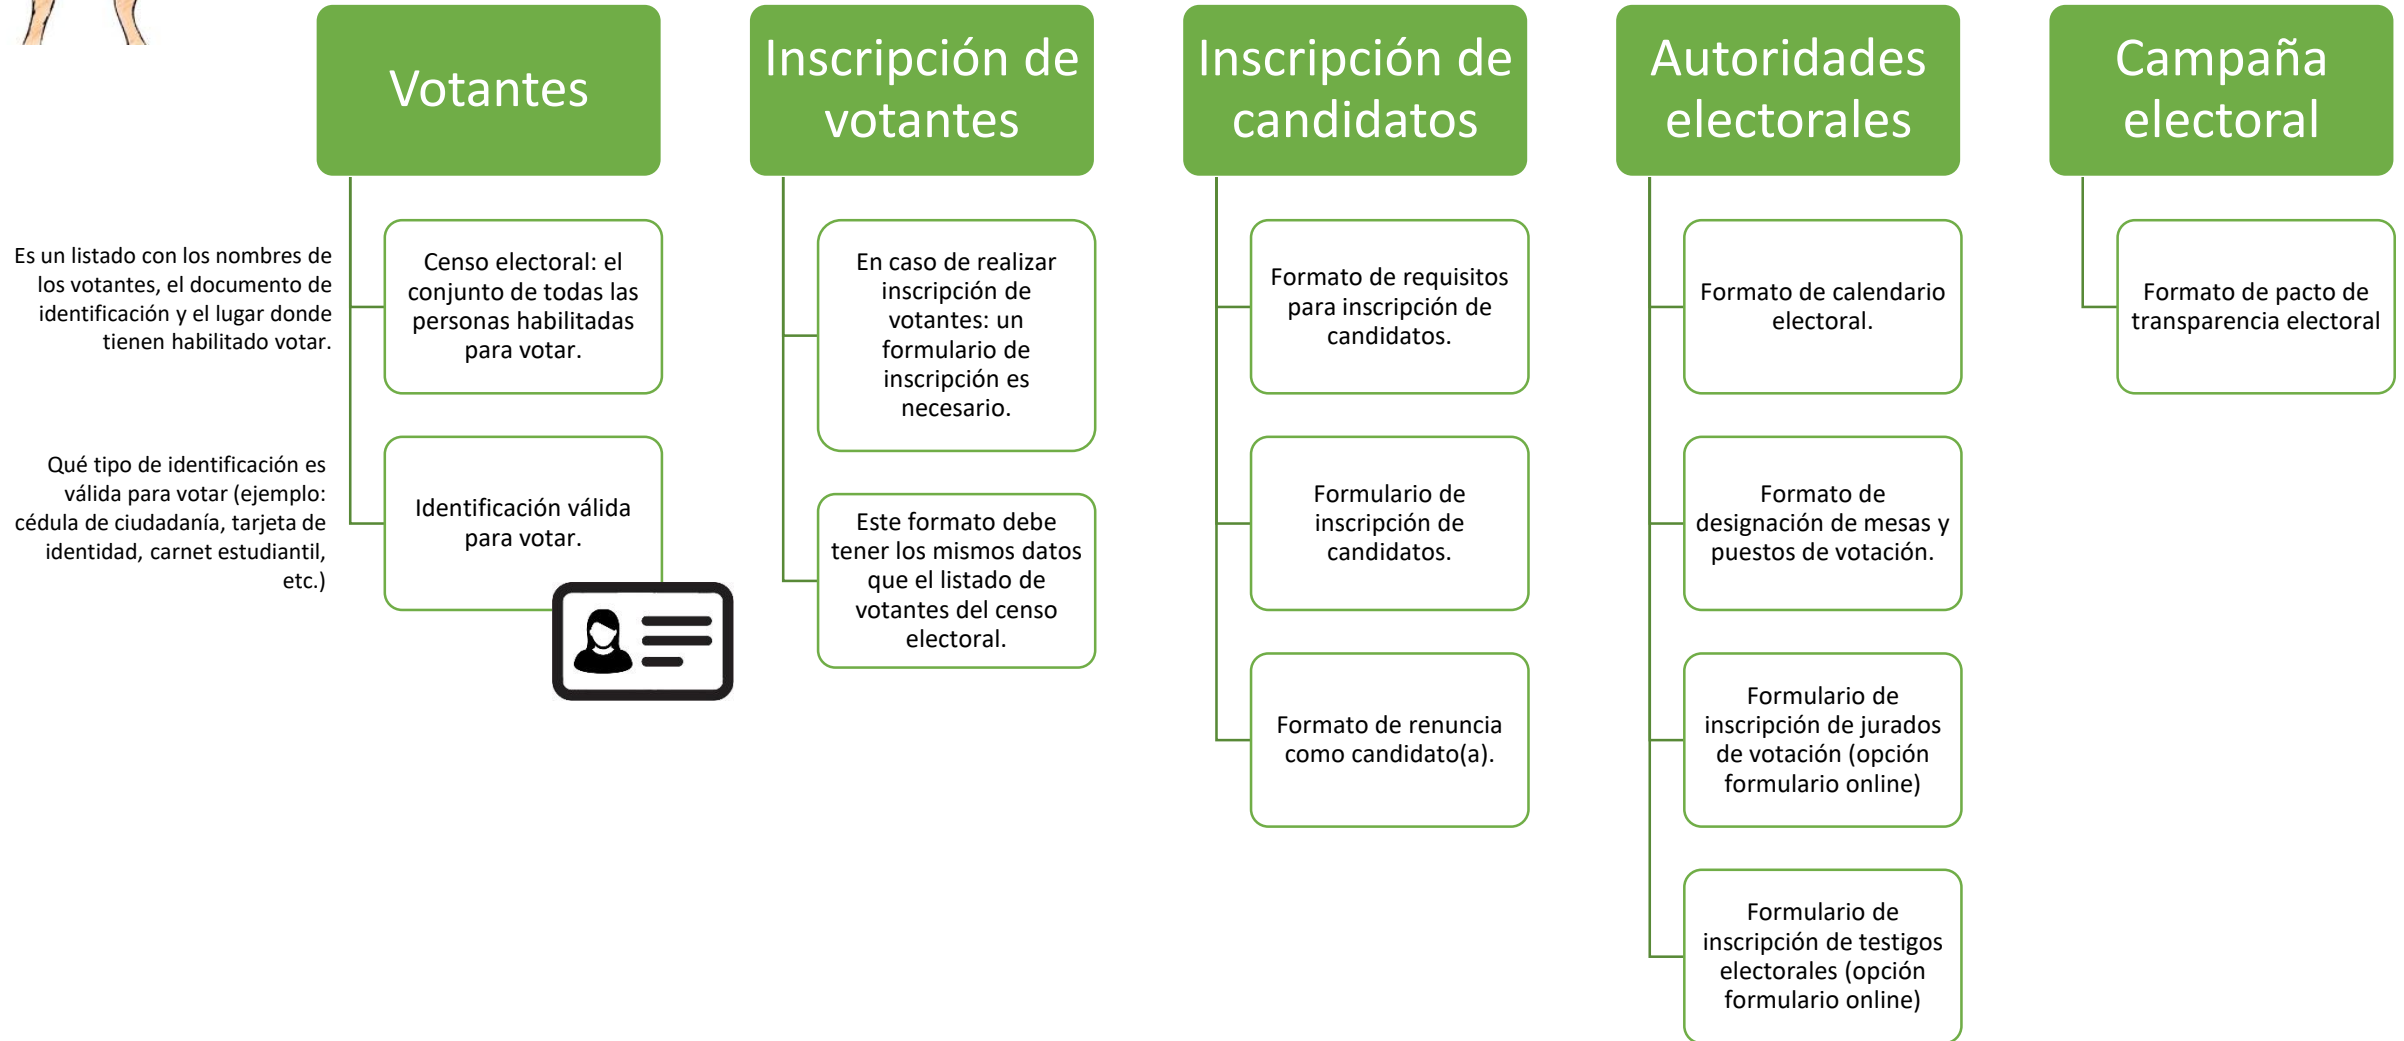 Votantes
Es un listado con los nombres de
los votantes, el documento de
identificación y el lugar donde
tienen habilitado votar.
Censo electoral: el
conjunto de todas las
personas habilitadas
para votar.
Qué tipo de identificación es
válida para votar (ejemplo:
cédula de ciudadanía, tarjeta de
identidad, carnet estudiantil,
etc.)
Identificación válida
para votar.
Inscripción de
votantes
En caso de realizar
inscripción de
votantes: un
formulario de
inscripción es
necesario.
Este formato debe
tener los mismos datos
que el listado de
votantes del censo
electoral.
Inscripción de
candidatos
Formato de requisitos
para inscripción de
candidatos.
Formulario de
inscripción de
candidatos.
Formato de renuncia
como candidato(a).
Autoridades
electorales
Formato de calendario
electoral.
Formato de
designación de mesas y
puestos de votación.
Formulario de
inscripción de jurados
de votación (opción
formulario online)
Formulario de
inscripción de testigos
electorales (opción
formulario online)
Campaña
electoral
Formato de pacto de
transparencia electoral